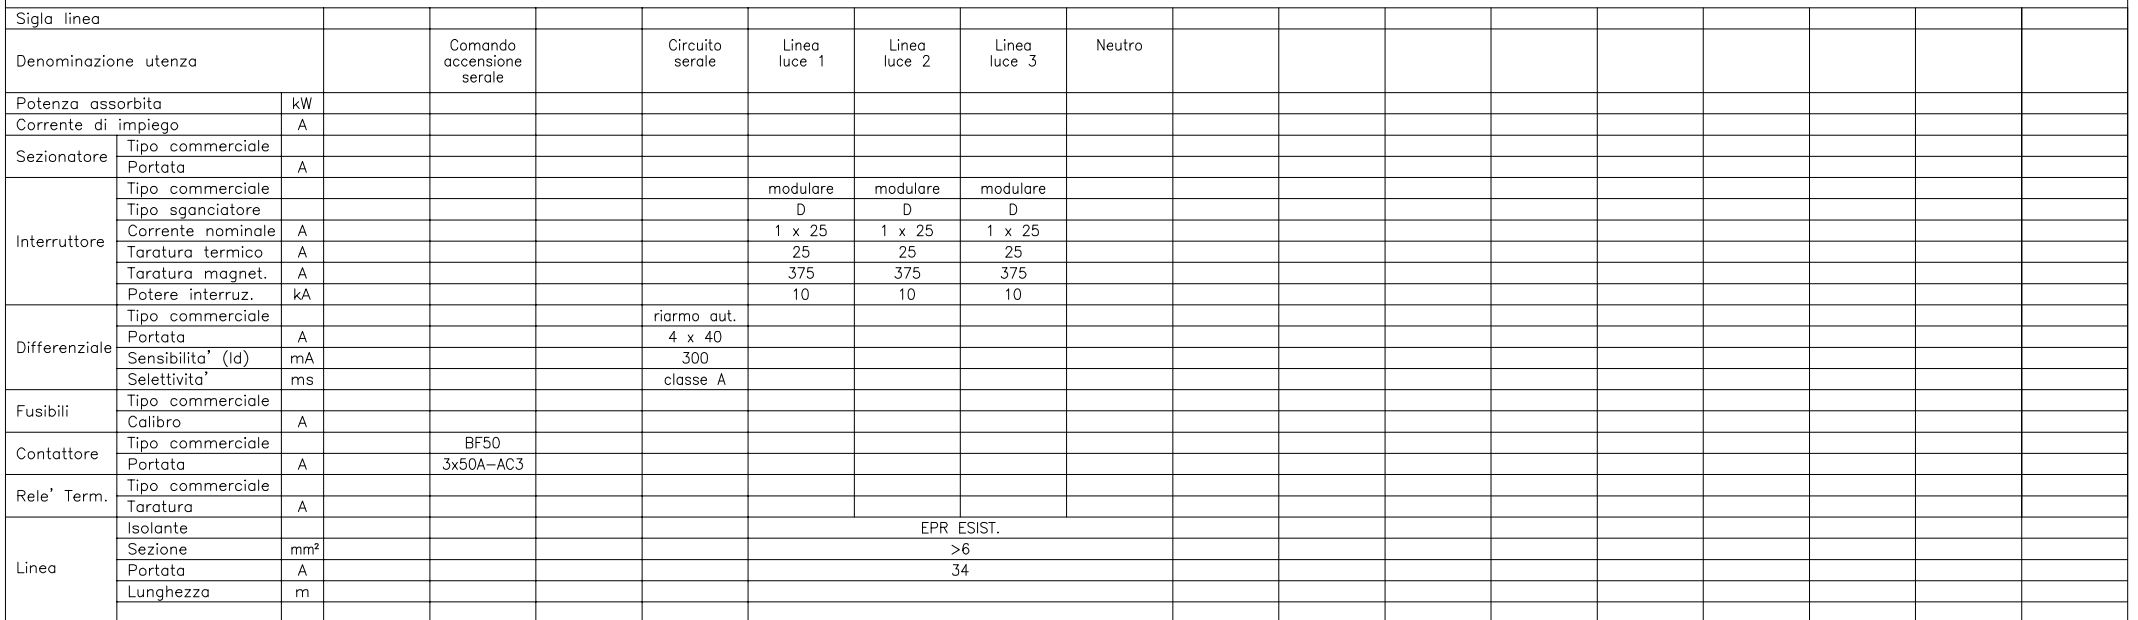 Sigla linea
Denominazione utenza
Comando
accensione
serale
Circuito
serale
Linea
luce 1
Linea
luce 2
Linea
luce 3
Neutro
Potenza assorbita kW
Corrente di impiego A
Sezionatore
Tipo commerciale
Portata A
Interruttore
Tipo commerciale modulare modulare modulare
Tipo sganciatore D D D
Corrente nominale A 1 x 25 1 x 25 1 x 25
Taratura termico A 25 25 25
Taratura magnet. A 375 375 375
Potere interruz. kA 10 10 10
Differenziale
Tipo commerciale riarmo aut.
Portata A 4 x 40
Sensibilita' (Id) mA 300
Selettivita' ms classe A
Fusibili
Tipo commerciale
Calibro A
Contattore
Tipo commerciale BF50
Portata A 3x50A-AC3
Rele' Term.
Tipo commerciale
Taratura A
Linea
Isolante EPR ESIST.
Sezione mm² >6
Portata A 34
Lunghezza m